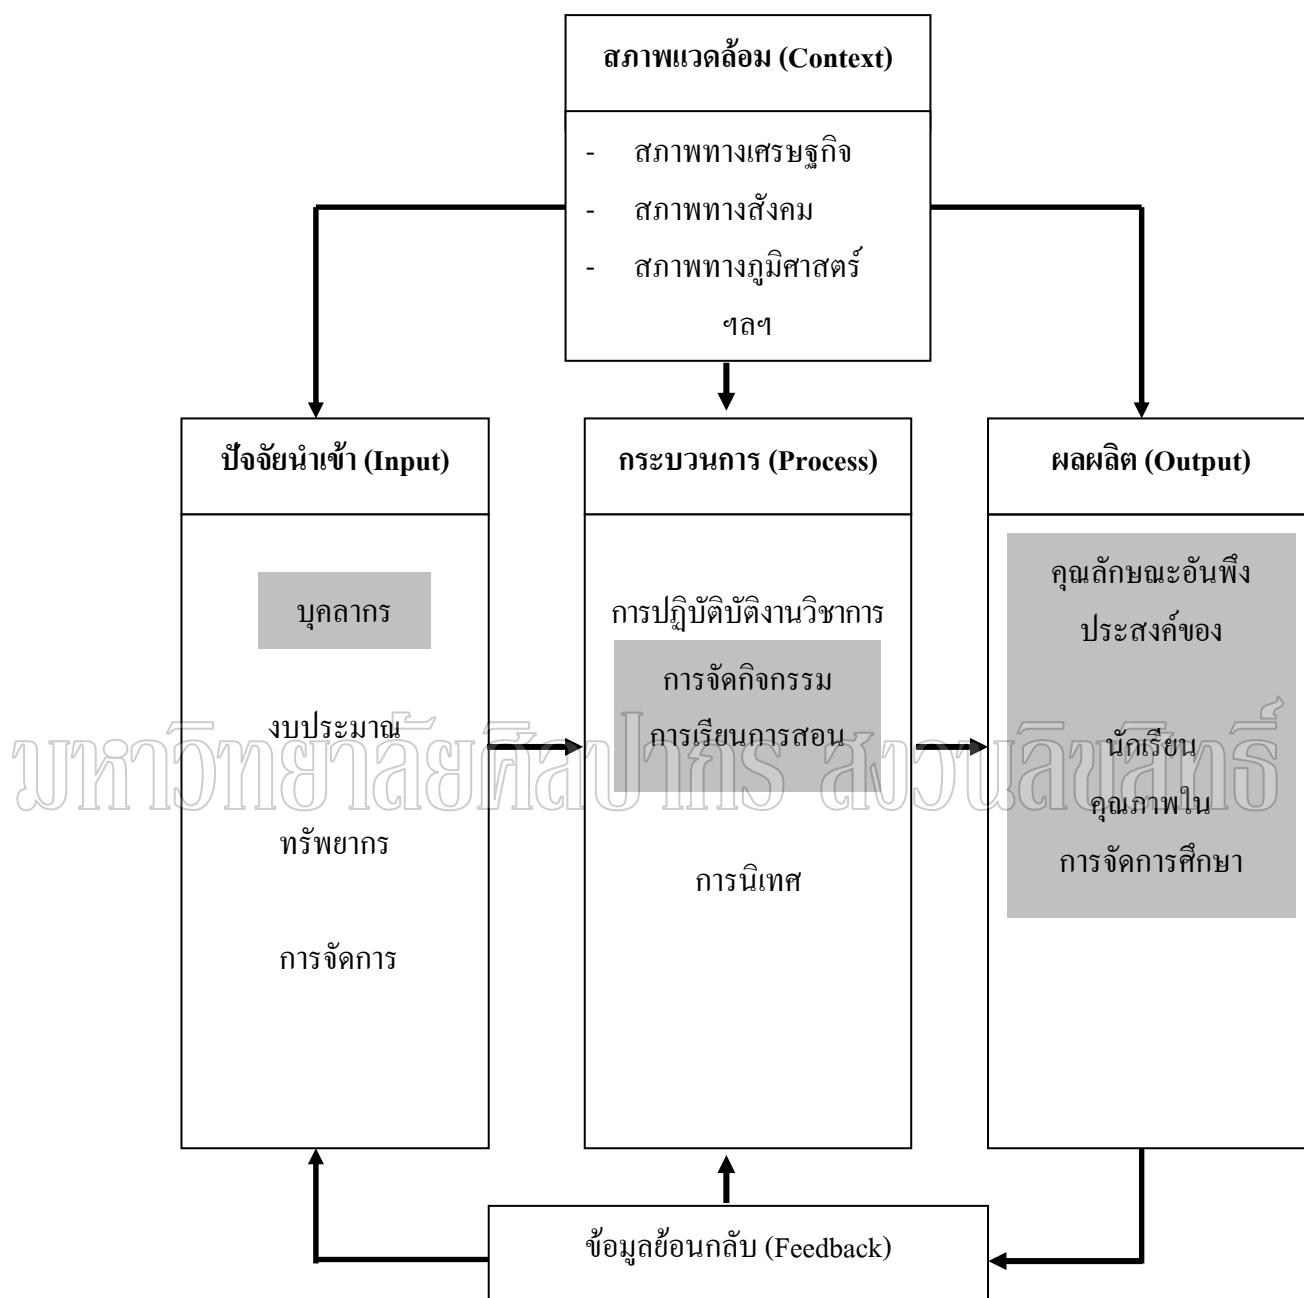 สภาพแวดล้อม (Context)
- สภาพทางเศรษฐกิจ
- สภาพทางสังคม
- สภาพทางภูมิศาสตร์
ฯลฯ
ปัจจัยนำเข้า (Input)
บุคลากร
งบประมาณ
ทรัพยากร
การจัดการ
กระบวนการ (Process)
การปฏิบัติบัติงานวิชาการ
การจัดกิจกรรม
การเรียนการสอน
การนิเทศ
ผลผลิต (Output)
คุณลักษณะอันพึง
ประสงค์ของ
นักเรียน
คุณภาพใน
การจัดการศึกษา
มหาวิทยาลัยศิลปากร สงวนลิขสิทธิ์
ข้อมูลย้อนกลับ (Feedback)